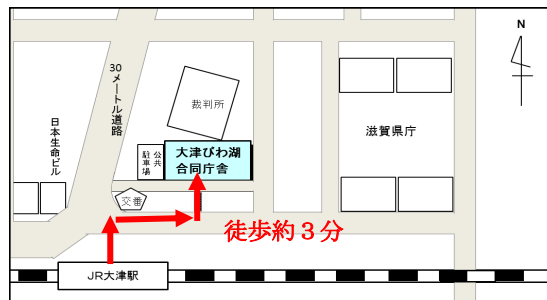 N
30メートル道路
裁判所
日本生命ビル
滋賀県庁
公共
駐車場
大津びわ湖
合同庁舎
交番
徒歩約３分
JR大津駅